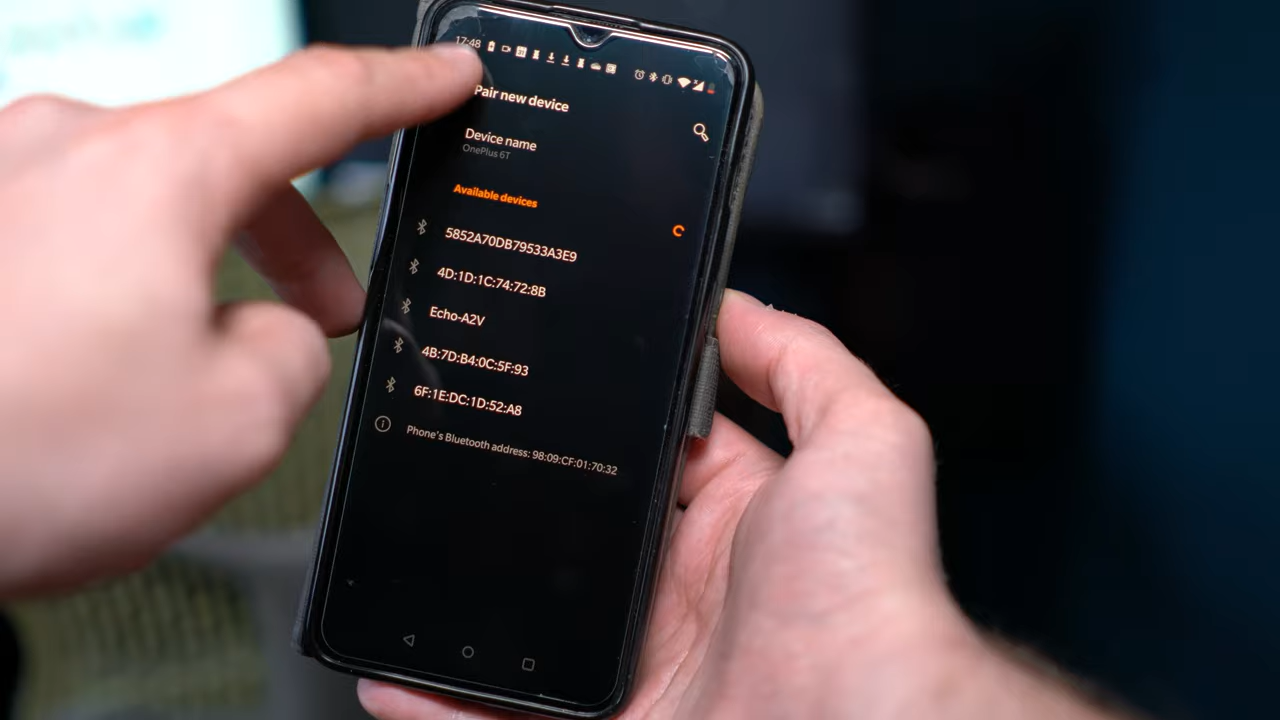 17:48
Pair new device
Device name
OnePlus 6T
Available devices
5852A70DB79533A3E9
4D:1D:1C:74:72:8B
Echo-A2V
4B:7D:B4:0C:5F:93
6F:1E:DC:1D:52:A8
Phone's Bluetooth address: 98:09:CF:01:70:32